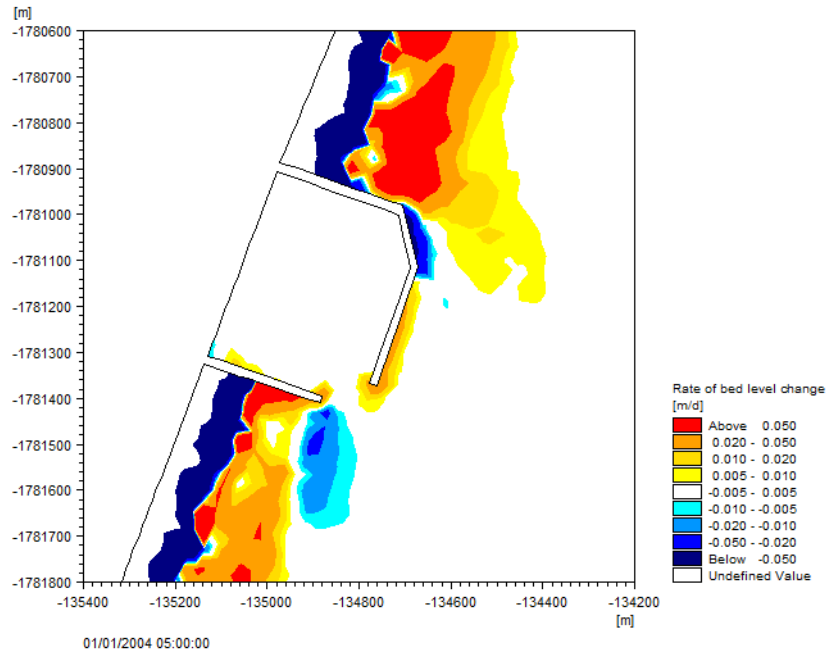 [m]
-1780600
-1780700
-1780800
-1780900
-1781000
-1781100
-1781200
-1781300
-1781400
-1781500
-1781600
-1781700
-1781800
-135400 -135200 -135000 -134800 -134600 -134400 -134200
[m]
01/01/2004 05:00:00
Rate of bed level change
[m/d]
Above 0.050
0.020 - 0.050
0.010 - 0.020
0.005 - 0.010
-0.005 - 0.005
-0.010 - -0.005
-0.020 - -0.010
-0.050 - -0.020
Below -0.050
Undefined Value